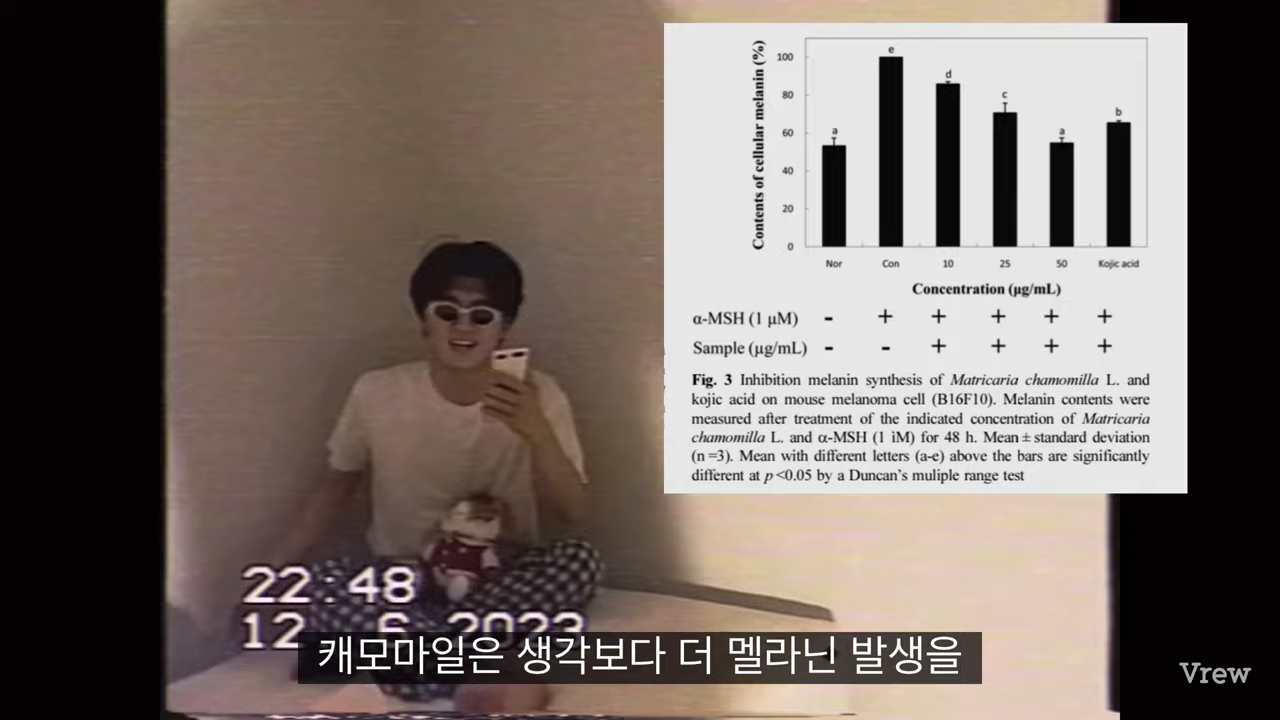 Contents of cellular melanin (%)
100
80
60
40
20
0
a
e
d
c
a
b
Nor Con 10 25 50 Kojic acid
Concentration (μg/mL)
α-MSH (1 μM) - + + + + +
Sample (μg/mL) - - + + + +
Fig. 3 Inhibition melanin synthesis of Matricaria chamomilla L. and
kojic acid on mouse melanoma cell (B16F10). Melanin contents were
measured after treatment of the indicated concentration of Matricaria
chamomilla L. and α-MSH (1 ìM) for 48 h. Mean ± standard deviation
(n =3). Mean with different letters (a-e) above the bars are significantly
different at p <0.05 by a Duncan's muliple range test
22:48
12 6 2023
캐모마일은 생각보다 더 멜라닌 발생을
Vrew